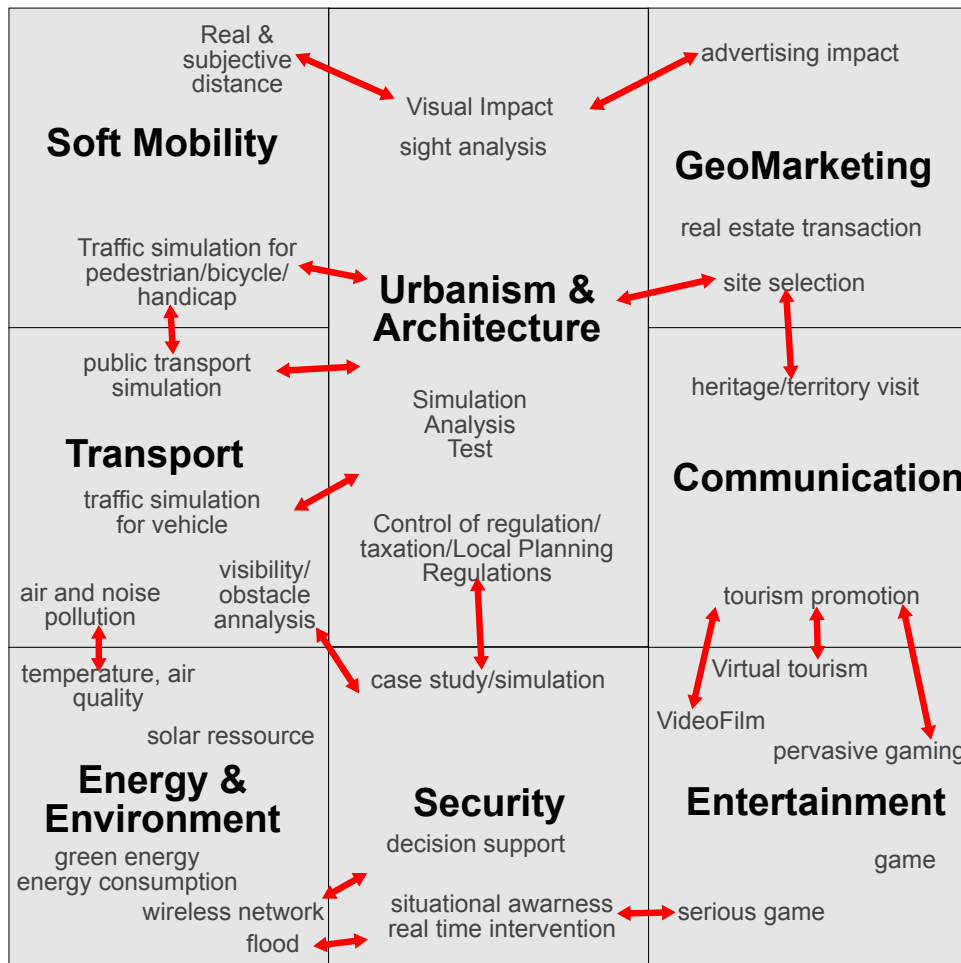 Real &
subjective
distance
Soft Mobility
Traffic simulation for
pedestrian/bicycle/
handicap
Visual Impact
sight analysis
Urbanism &
Architecture
Simulation
Analysis
Test
Control of regulation/
taxation/Local Planning
Regulations
advertising impact
GeoMarketing
real estate transaction
site selection
public transport
simulation
Transport
traffic simulation
for vehicle
air and noise
pollution
visibility/
obstacle
annalysis
heritage/territory visit
Communication
tourism promotion
temperature, air
quality
solar ressource
Energy &
Environment
green energy
energy consumption
wireless network
flood
case study/simulation
Security
decision support
situational awarness
real time intervention
Virtual tourism
VideoFilm
pervasive gaming
Entertainment
game
serious game